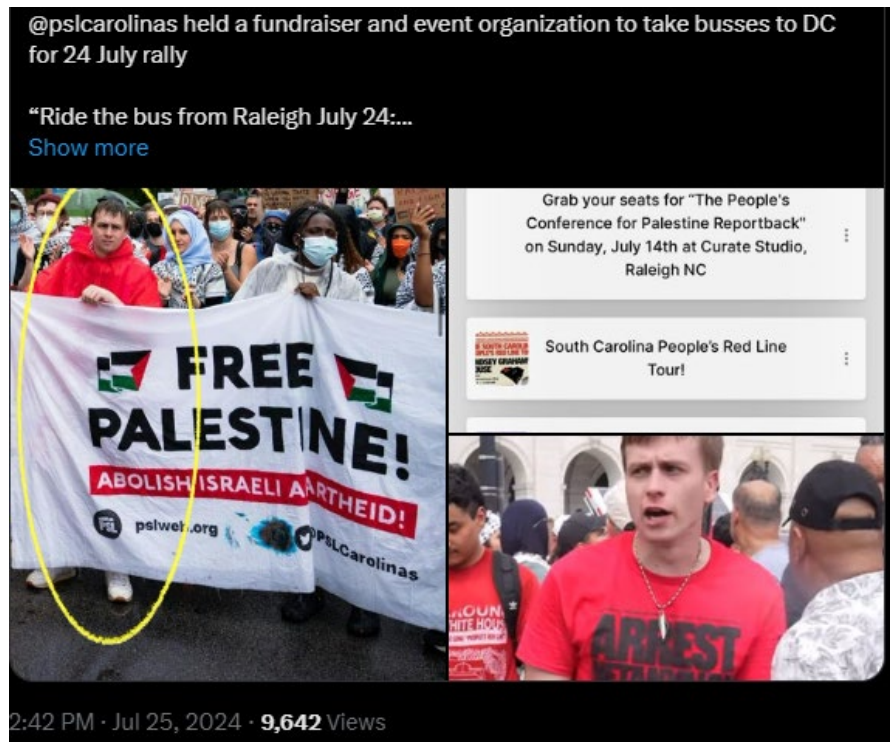 @pslcarolinas held a fundraiser and event organization to take busses to DC
for 24 July rally
“Ride the bus from Raleigh July 24:...
Show more
FREE
PALESTINE!
ABOLISH ISRAELI APARTHEID!
pslweb.org
@PSLCarolinas
Grab your seats for “The People's
Conference for Palestine Reportback"
on Sunday, July 14th at Curate Studio,
Raleigh NC
South Carolina People's Red Line
Tour!
ARREST
2:42 PM · Jul 25, 2024 · 9,642 Views